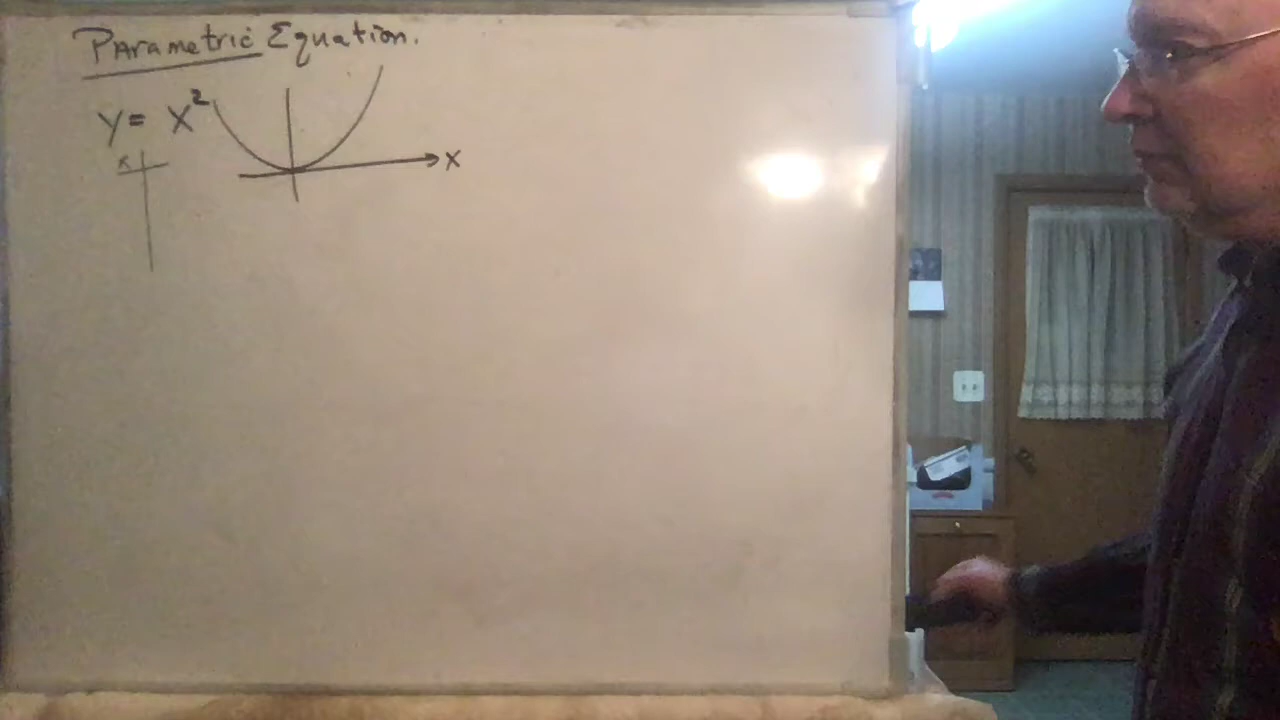 Parametric Equation.
y = x²
x
x